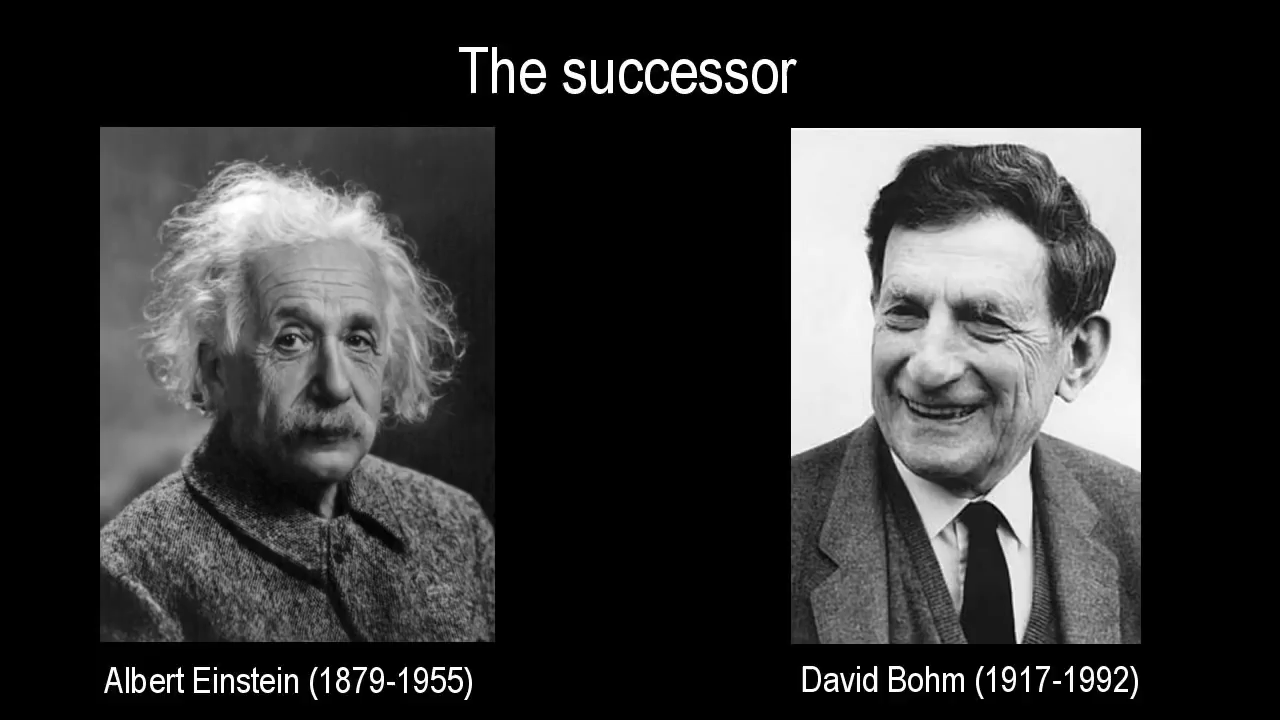 The successor
Albert Einstein (1879-1955)
David Bohm (1917-1992)